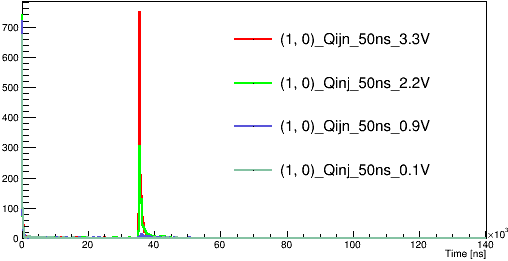 700
600
500
400
300
200
100
0
(1, 0)_Qijn_50ns_3.3V
(1, 0)_Qinj_50ns_2.2V
(1, 0)_Qijn_50ns_0.9V
(1, 0)_Qinj_50ns_0.1V
0 20 40 60 80 100 120 140 ×10³
Time [ns]